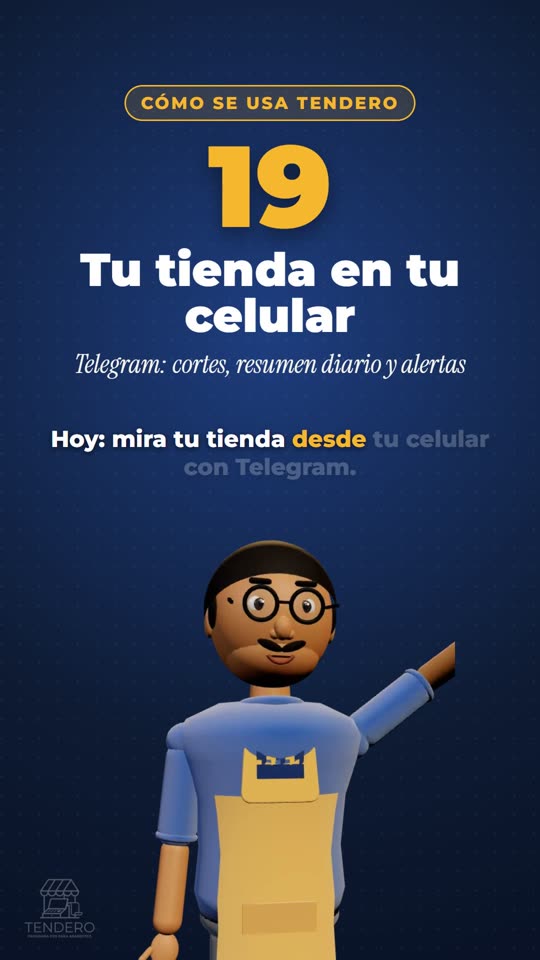 CÓMO SE USA TENDERO
19
Tu tienda en tu
celular
Telegram: cortes, resumen diario y alertas
Hoy: mira tu tienda desde tu celular
con Telegram.
TENDERO